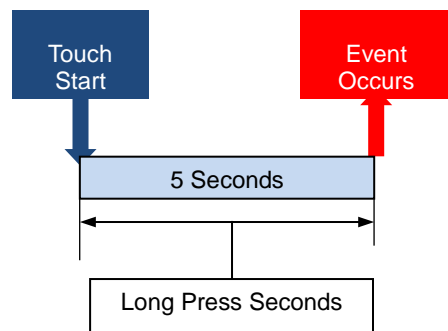 Touch
Start
Event
Occurs
5 Seconds
Long Press Seconds